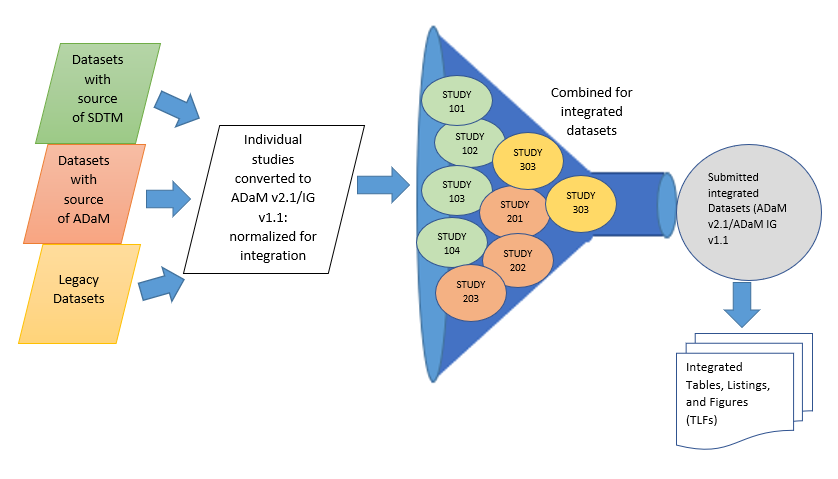 Datasets
with
source
of SDTM
Datasets
with
source
of ADaM
Legacy
Datasets
Individual
studies
converted to
ADaM v2.1/IG
v1.1:
normalized for
integration
STUDY
101
STUDY
102
STUDY
103
STUDY
104
STUDY
303
STUDY
201
STUDY
202
STUDY
203
STUDY
303
Combined for
integrated
datasets
Submitted
integrated
Datasets (ADaM
v2.1/ADaM IG
v1.1
Integrated
Tables, Listings,
and Figures
(TLFs)